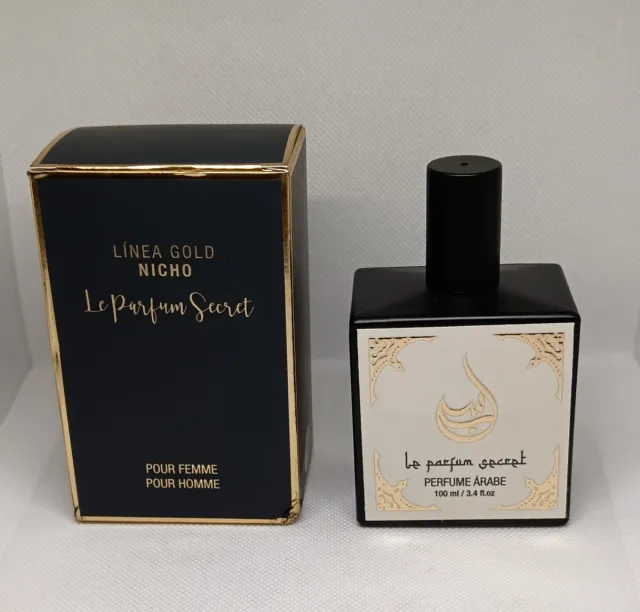 LÍNEA GOLD
NICHO
Le Parfum Secret
POUR FEMME
POUR HOMME
le parfum secret
PERFUME ÁRABE
100 ml / 3.4 fl.oz